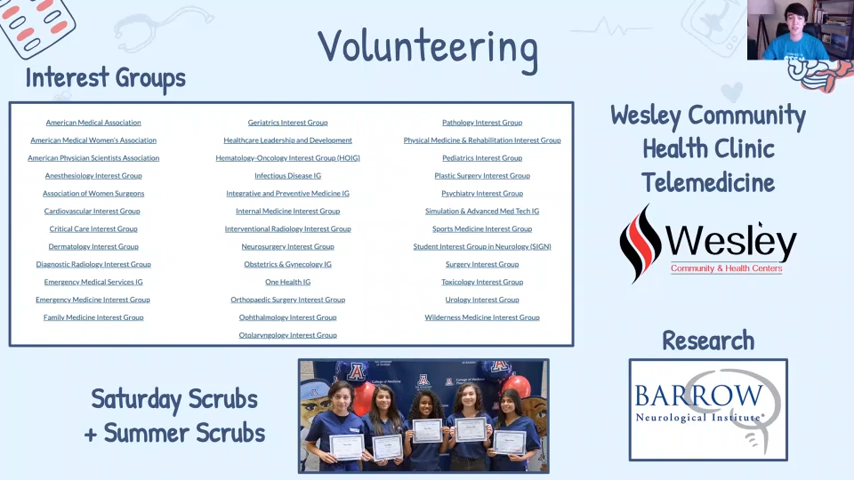 Volunteering
Interest Groups
American Medical Association
American Medical Women's Association
American Physician Scientists Association
Anesthesiology Interest Group
Association of Women Surgeons
Cardiovascular Interest Group
Critical Care Interest Group
Dermatology Interest Group
Diagnostic Radiology Interest Group
Emergency Medical Services IG
Emergency Medicine Interest Group
Family Medicine Interest Group
Geriatrics Interest Group
Healthcare Leadership and Development
Hematology-Oncology Interest Group (HOIG)
Infectious Disease IG
Integrative and Preventive Medicine IG
Internal Medicine Interest Group
Interventional Radiology Interest Group
Neurosurgery Interest Group
Obstetrics & Gynecology IG
One Health IG
Orthopaedic Surgery Interest Group
Ophthalmology Interest Group
Otolaryngology Interest Group
Pathology Interest Group
Physical Medicine & Rehabilitation Interest Group
Pediatrics Interest Group
Plastic Surgery Interest Group
Psychiatry Interest Group
Simulation & Advanced Med Tech IG
Sports Medicine Interest Group
Student Interest Group in Neurology (SIGN)
Surgery Interest Group
Toxicology Interest Group
Urology Interest Group
Wilderness Medicine Interest Group
Wesley Community
Health Clinic
Telemedicine
Wesley
Community & Health Centers
Saturday Scrubs
+ Summer Scrubs
Research
BARROW
Neurological Institute®